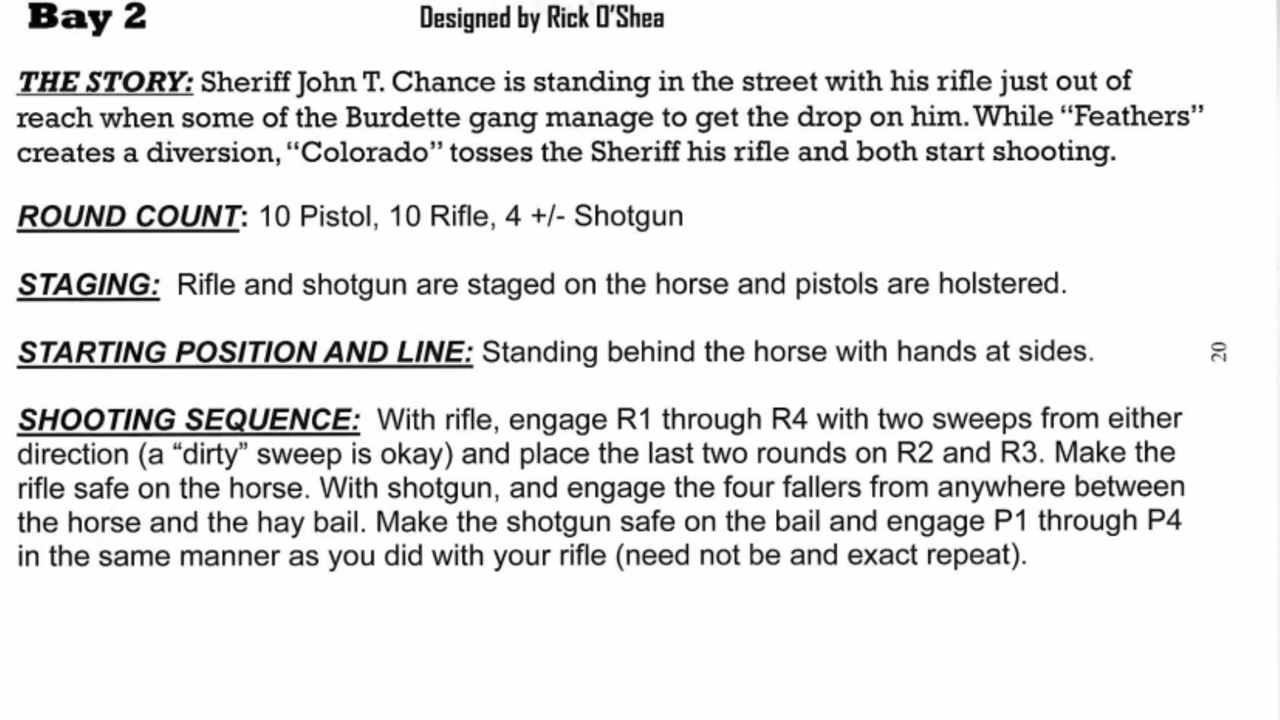 Bay 2 Designed by Rick O'Shea
THE STORY: Sheriff John T. Chance is standing in the street with his rifle just out of
reach when some of the Burdette gang manage to get the drop on him. While “Feathers”
creates a diversion, “Colorado” tosses the Sheriff his rifle and both start shooting.
ROUND COUNT: 10 Pistol, 10 Rifle, 4 +/- Shotgun
STAGING: Rifle and shotgun are staged on the horse and pistols are holstered.
STARTING POSITION AND LINE: Standing behind the horse with hands at sides.
20
SHOOTING SEQUENCE: With rifle, engage R1 through R4 with two sweeps from either
direction (a “dirty” sweep is okay) and place the last two rounds on R2 and R3. Make the
rifle safe on the horse. With shotgun, and engage the four fallers from anywhere between
the horse and the hay bail. Make the shotgun safe on the bail and engage P1 through P4
in the same manner as you did with your rifle (need not be and exact repeat).